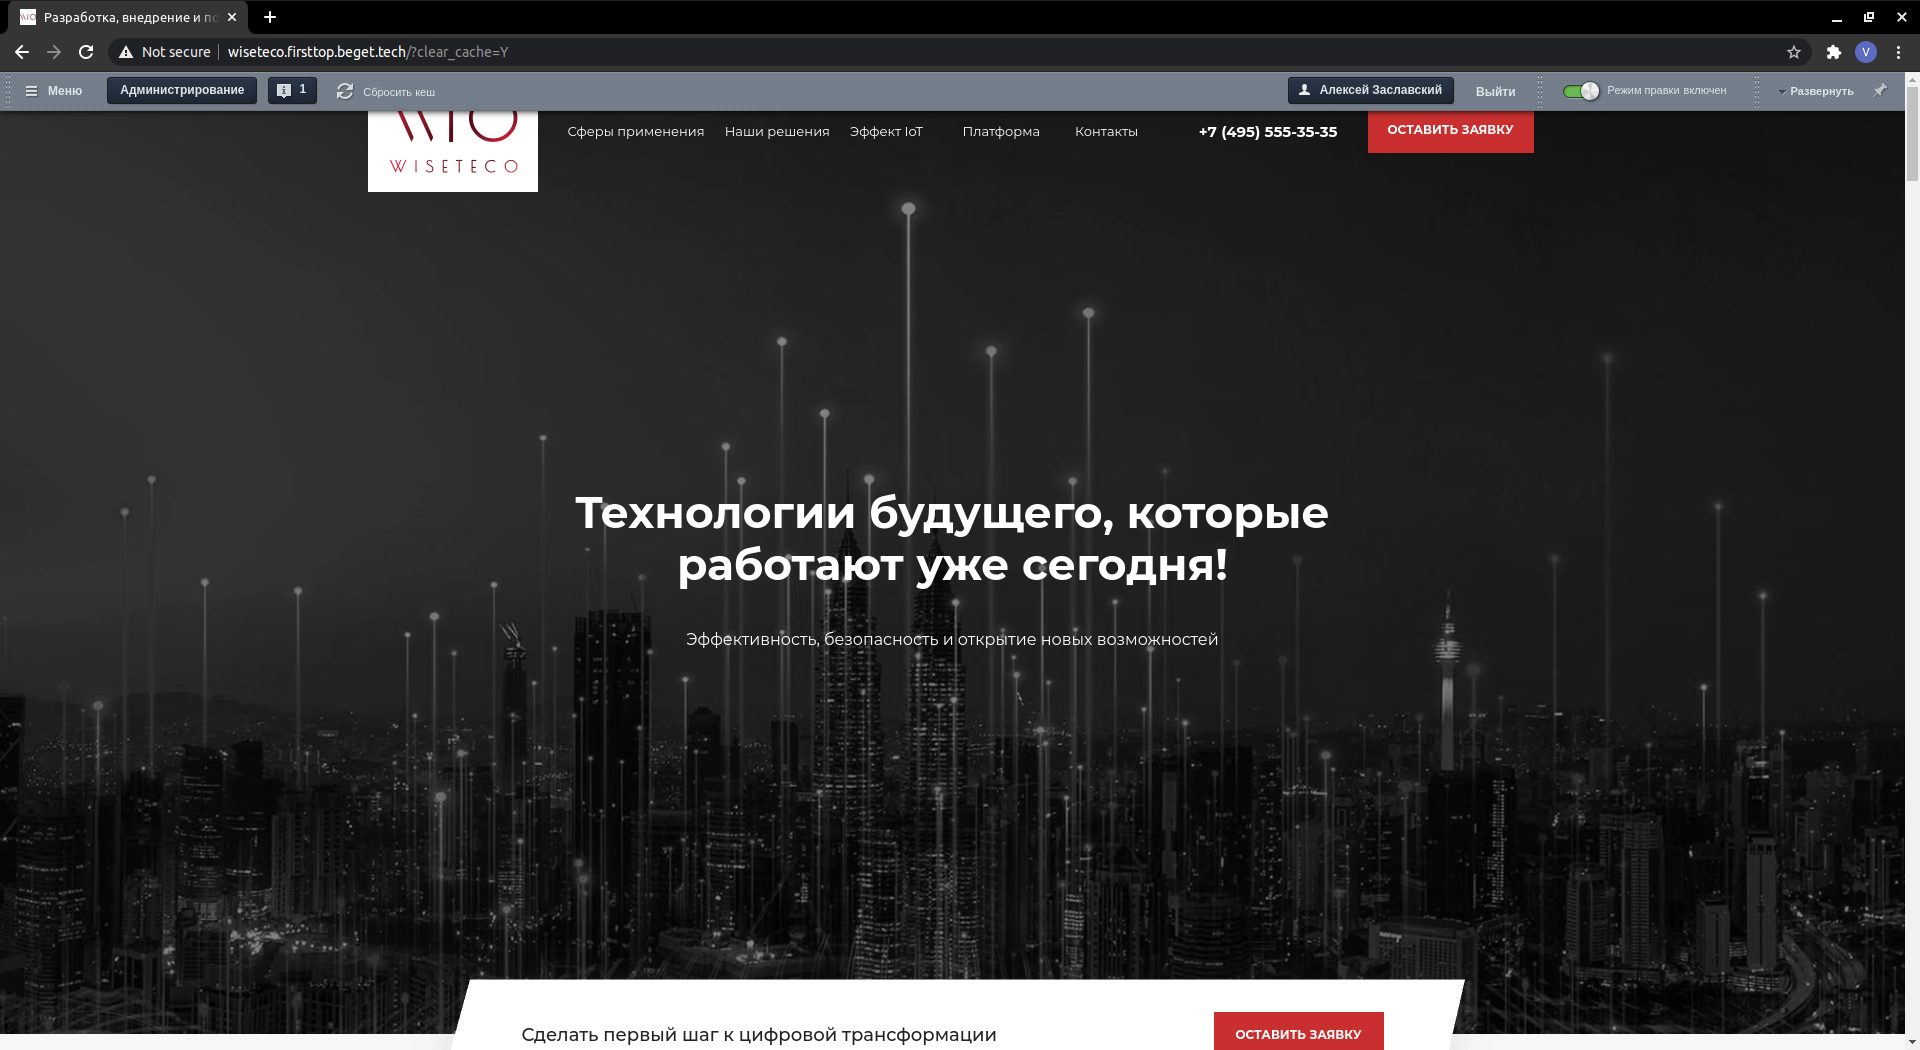 Разработка, внедрение и по
Not secure
wiseteco.firsttop.beget.tech/?clear_cache=Y
V
Меню
Администрирование
1
Сбросить кеш
Алексей Заславский
Выйти
Режим правки включен
Развернуть
WISETECO
Сферы применения
Наши решения
Эффект IoT
Платформа
Контакты
+7 (495) 555-35-35
ОСТАВИТЬ ЗАЯВКУ
Технологии будущего, которые
работают уже сегодня!
Эффективность, безопасность и открытие новых возможностей
Сделать первый шаг к цифровой трансформации
ОСТАВИТЬ ЗАЯВКУ